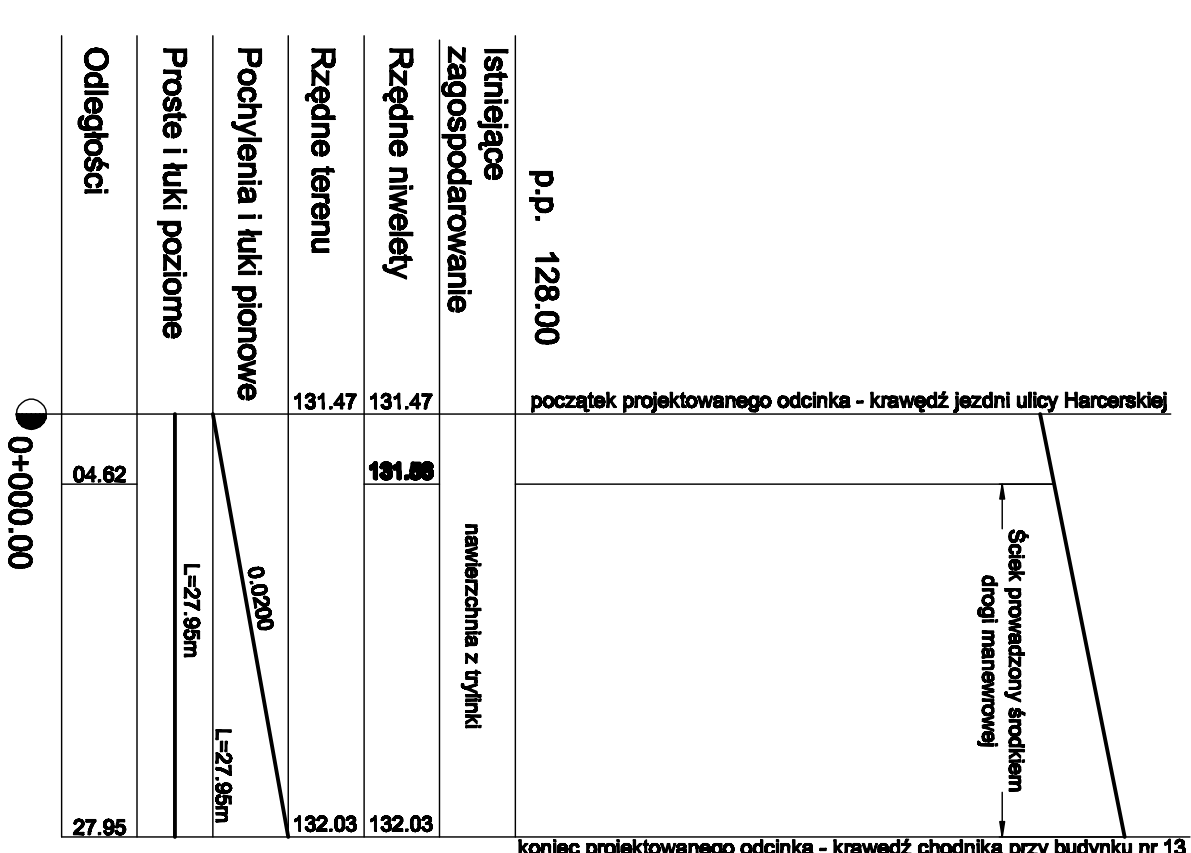 p.p. 128.00
Istniejące
zagospodarowanie
nawierzchnia z trylinki
Rzędne niwelety
131.47
132.03
Rzędne terenu
131.47
132.03
Pochylenia i łuki pionowe
0.0200
L=27.95m
Proste i łuki poziome
L=27.95m
Odległości
04.62
27.95
0+000.00
początek projektowanego odcinka - krawędź jezdni ulicy Harcerskiej
Ściek prowadzony środkiem
drogi manewrowej
koniec projektowanego odcinka - krawędź chodnika przy budynku nr 13